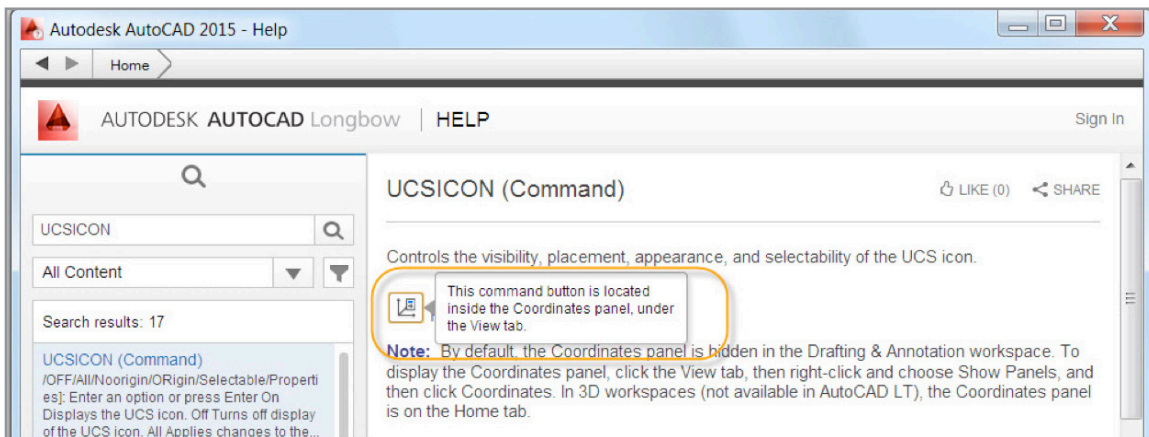 Autodesk AutoCAD 2015 - Help
Home
AUTODESK AUTOCAD Longbow | HELP
Sign In
UCSICON
All Content
Search results: 17
UCSICON (Command)
/OFF/All/Noorigin/ORigin/Selectable/Properti
es]: Enter an option or press Enter On
Displays the UCS icon. Off Turns off display
of the UCS icon. All Applies changes to the...
UCSICON (Command)
LIKE (0) SHARE
Controls the visibility, placement, appearance, and selectability of the UCS icon.
This command button is located
inside the Coordinates panel, under
the View tab.
Note: By default, the Coordinates panel is hidden in the Drafting & Annotation workspace. To
display the Coordinates panel, click the View tab, then right-click and choose Show Panels, and
then click Coordinates. In 3D workspaces (not available in AutoCAD LT), the Coordinates panel
is on the Home tab.